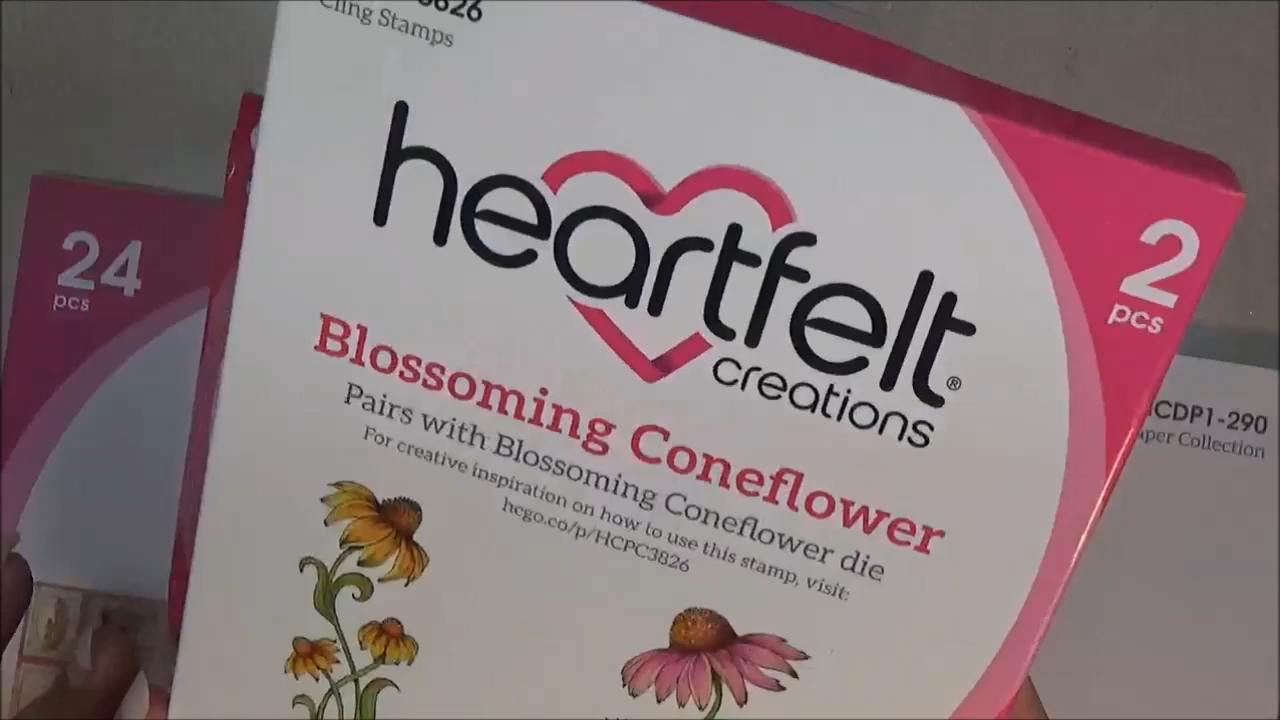 3826
Cling Stamps
heartfelt
creations®
2
pcs
Blossoming Coneflower
Pairs with Blossoming Coneflower die
For creative inspiration on how to use this stamp, visit:
hcgo.co/p/HCPC3826
24
pcs
HCDP1-290
Paper Collection